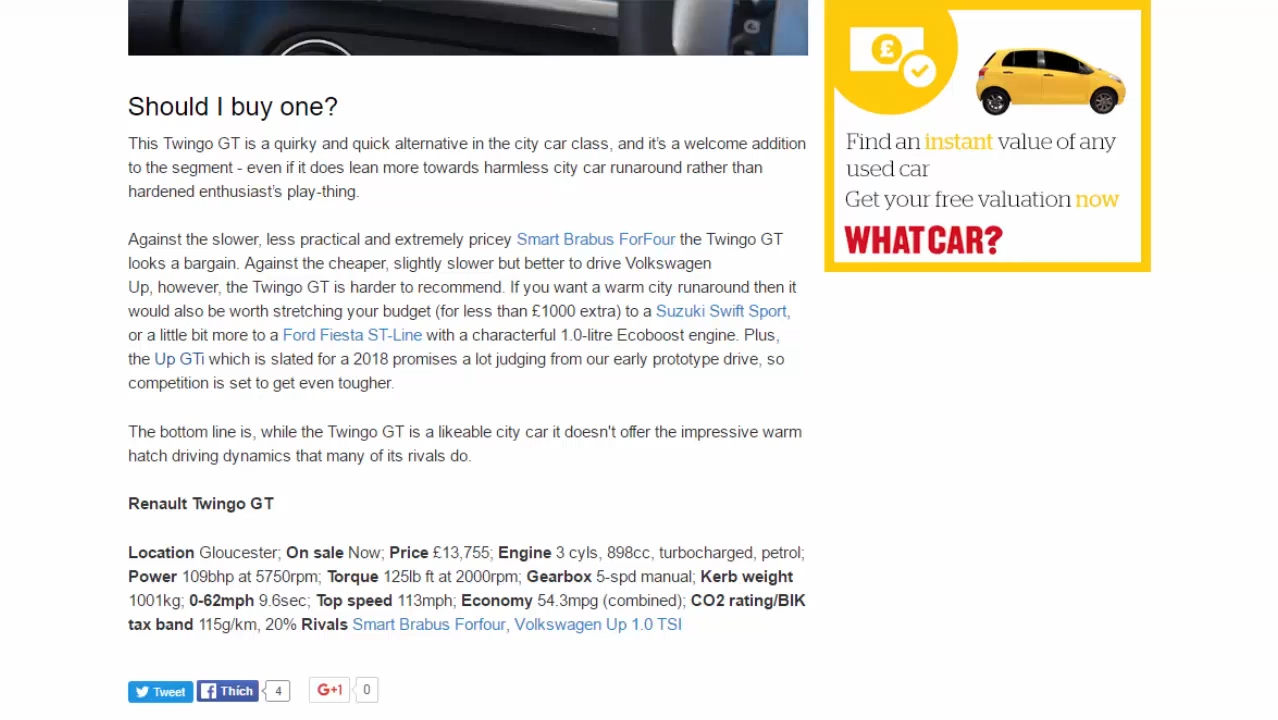 Should I buy one?
This Twingo GT is a quirky and quick alternative in the city car class, and it's a welcome addition
to the segment - even if it does lean more towards harmless city car runaround rather than
hardened enthusiast's play-thing.
Against the slower, less practical and extremely pricey Smart Brabus ForFour the Twingo GT
looks a bargain. Against the cheaper, slightly slower but better to drive Volkswagen
Up, however, the Twingo GT is harder to recommend. If you want a warm city runaround then it
would also be worth stretching your budget (for less than £1000 extra) to a Suzuki Swift Sport,
or a little bit more to a Ford Fiesta ST-Line with a characterful 1.0-litre Ecoboost engine. Plus,
the Up GTi which is slated for a 2018 promises a lot judging from our early prototype drive, so
competition is set to get even tougher.
The bottom line is, while the Twingo GT is a likeable city car it doesn't offer the impressive warm
hatch driving dynamics that many of its rivals do.
Renault Twingo GT
Location Gloucester; On sale Now; Price £13,755; Engine 3 cyls, 898cc, turbocharged, petrol;
Power 109bhp at 5750rpm; Torque 125lb ft at 2000rpm; Gearbox 5-spd manual; Kerb weight
1001kg; 0-62mph 9.6sec; Top speed 113mph; Economy 54.3mpg (combined); CO2 rating/BIK
tax band 115g/km, 20% Rivals Smart Brabus Forfour, Volkswagen Up 1.0 TSI
Tweet Thích 4 G+1 0
£
Find an instant value of any
used car
Get your free valuation now
WHAT CAR?